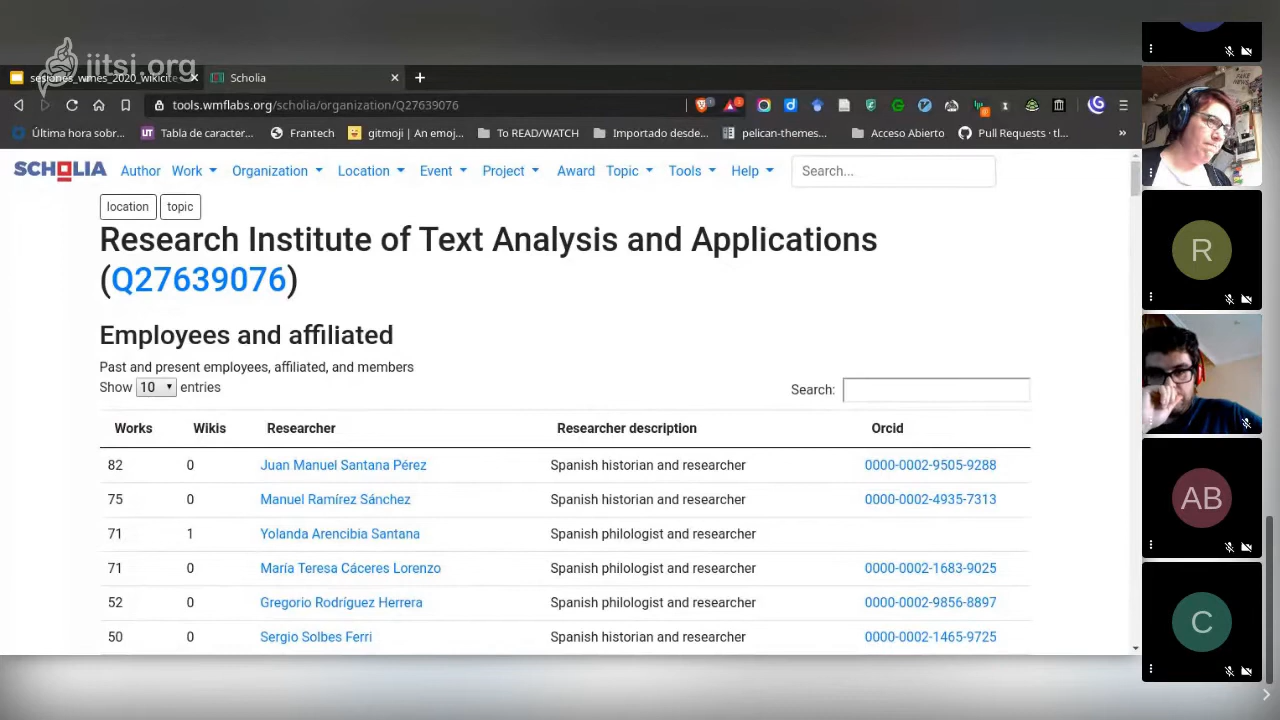 jitsi.org
sesiones_wmes_2020_wikicite
Scholia
tools.wmflabs.org/scholia/organization/Q27639076
Última hora sobr...
Tabla de caracter...
Frantech
gitmoji | An emoj...
To READ/WATCH
Importado desde...
pelican-themes...
Acceso Abierto
Pull Requests · tl...
SCHOLIA Author Work Organization Location Event Project Award Topic Tools Help Search...
location topic
Research Institute of Text Analysis and Applications
(Q27639076)
Employees and affiliated
Past and present employees, affiliated, and members
Show 10 entries
Search:
Works Wikis Researcher Researcher description Orcid
82 0 Juan Manuel Santana Pérez Spanish historian and researcher 0000-0002-9505-9288
75 0 Manuel Ramírez Sánchez Spanish historian and researcher 0000-0002-4935-7313
71 1 Yolanda Arencibia Santana Spanish philologist and researcher
71 0 María Teresa Cáceres Lorenzo Spanish philologist and researcher 0000-0002-1683-9025
52 0 Gregorio Rodríguez Herrera Spanish philologist and researcher 0000-0002-9856-8897
50 0 Sergio Solbes Ferri Spanish historian and researcher 0000-0002-1465-9725
R
AB
C